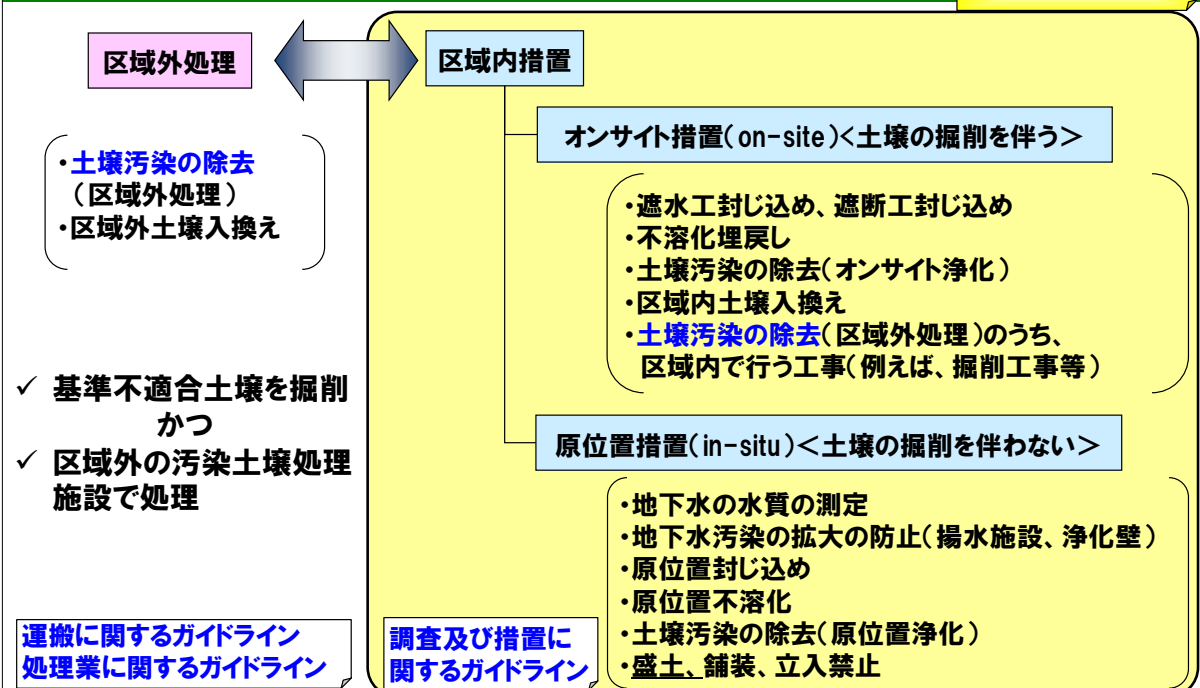 区域外処理
・土壌汚染の除去
（区域外処理）
・区域外土壌入換え
✓ 基準不適合土壌を掘削
かつ
✓ 区域外の汚染土壌処理
施設で処理
運搬に関するガイドライン
処理業に関するガイドライン
区域内措置
オンサイト措置（on-site）＜土壌の掘削を伴う＞
・遮水工封じ込め、遮断工封じ込め
・不溶化埋戻し
・土壌汚染の除去（オンサイト浄化）
・区域内土壌入換え
・土壌汚染の除去（区域外処理）のうち、
区域内で行う工事（例えば、掘削工事等）
原位置措置（in-situ）＜土壌の掘削を伴わない＞
・地下水の水質の測定
・地下水汚染の拡大の防止（揚水施設、浄化壁）
・原位置封じ込め
・原位置不溶化
・土壌汚染の除去（原位置浄化）
・盛土、舗装、立入禁止
調査及び措置に
関するガイドライン